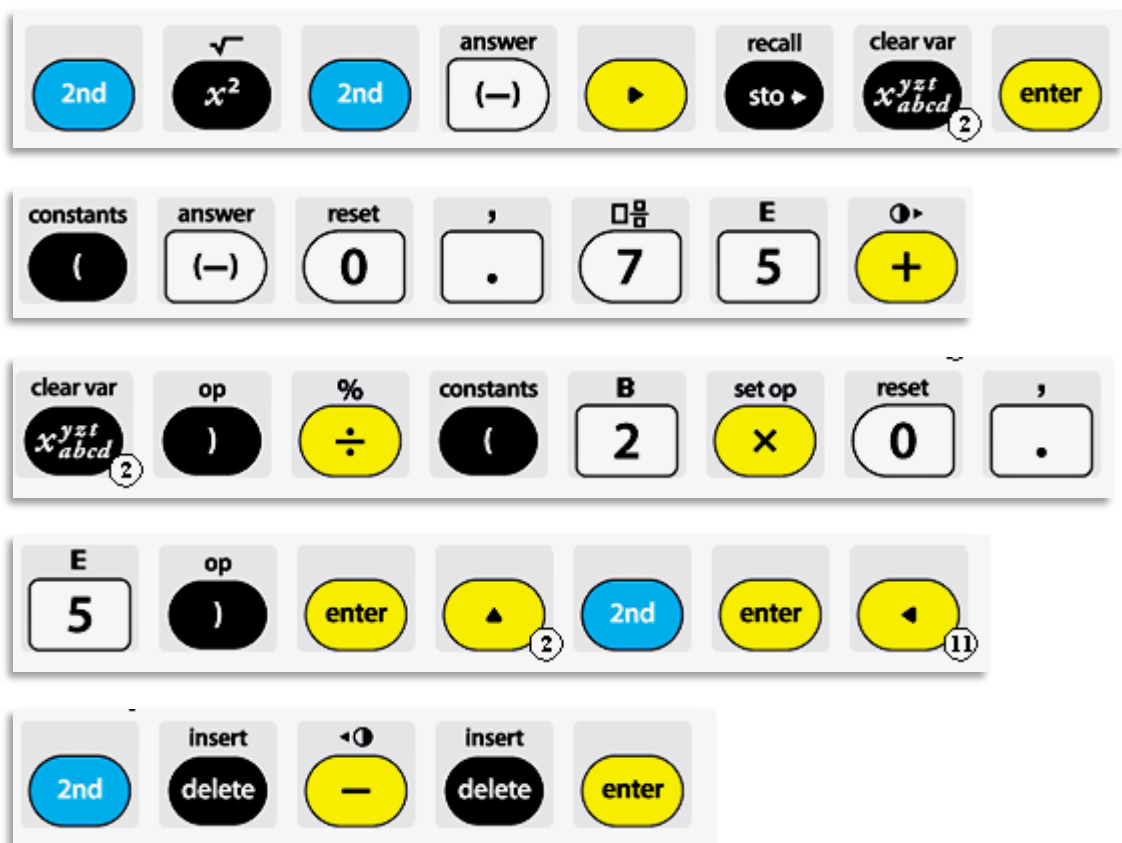 √ answer recall clear var
2nd x² 2nd (—) ► sto► x yzt abcd 2 enter
constants answer reset , □ □/□ E ◑►
( (—) 0 . 7 5 +
clear var op % constants B set op reset ,
x yzt abcd 2 ) ÷ ( 2 × 0 .
E op
5 ) enter ▲ 2 2nd enter ◄ 11
insert ◄◑ insert
2nd delete — delete enter